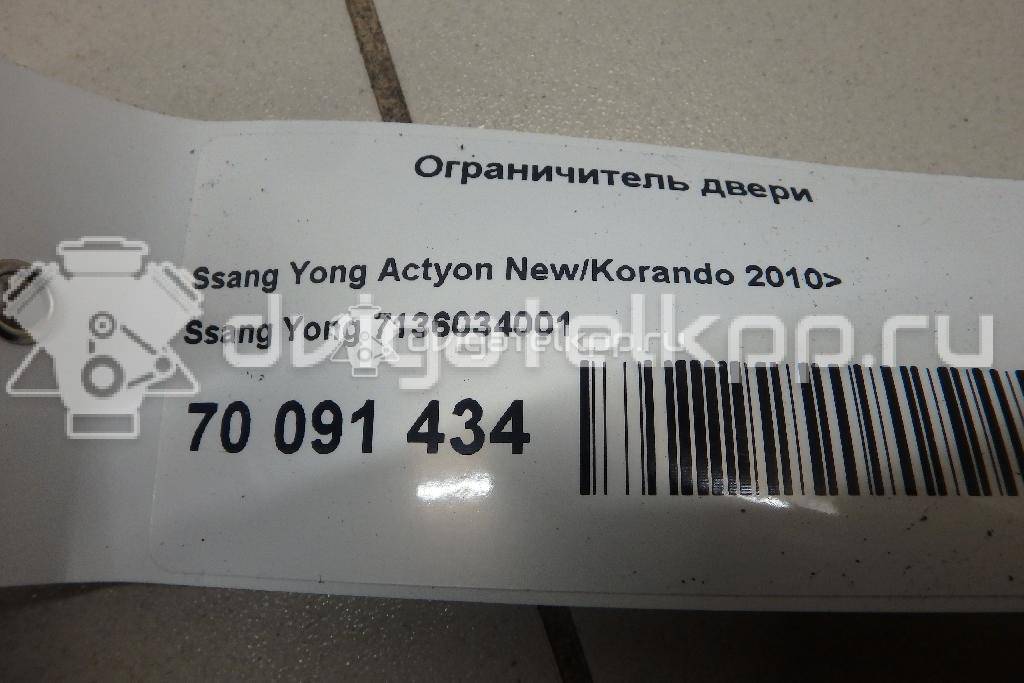 Ограничитель двери
Ssang Yong Actyon New/Korando 2010>
Ssang Yong 7136034001
dvigatelkop.ru
70 091 434